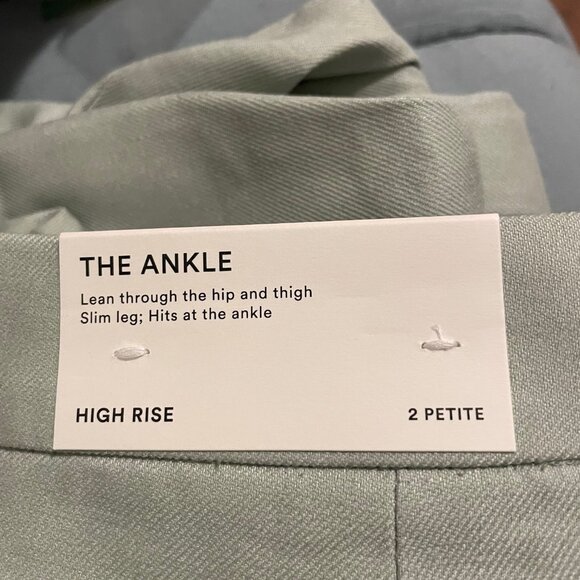 THE ANKLE
Lean through the hip and thigh
Slim leg; Hits at the ankle
HIGH RISE
2 PETITE